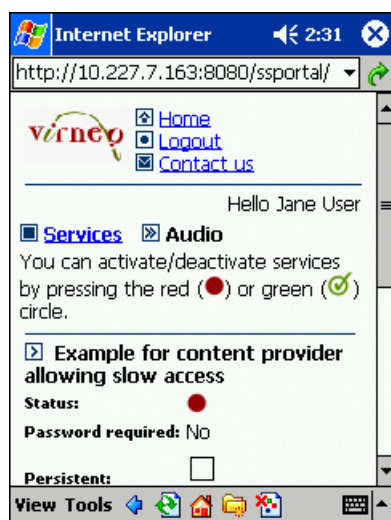 Internet Explorer 2:31
http://10.227.7.163:8080/ssportal/
virneo
Home
Logout
Contact us
Hello Jane User
Services Audio
You can activate/deactivate services
by pressing the red ( ) or green ( )
circle.
Example for content provider
allowing slow access
Status:
Password required: No
Persistent:
View Tools